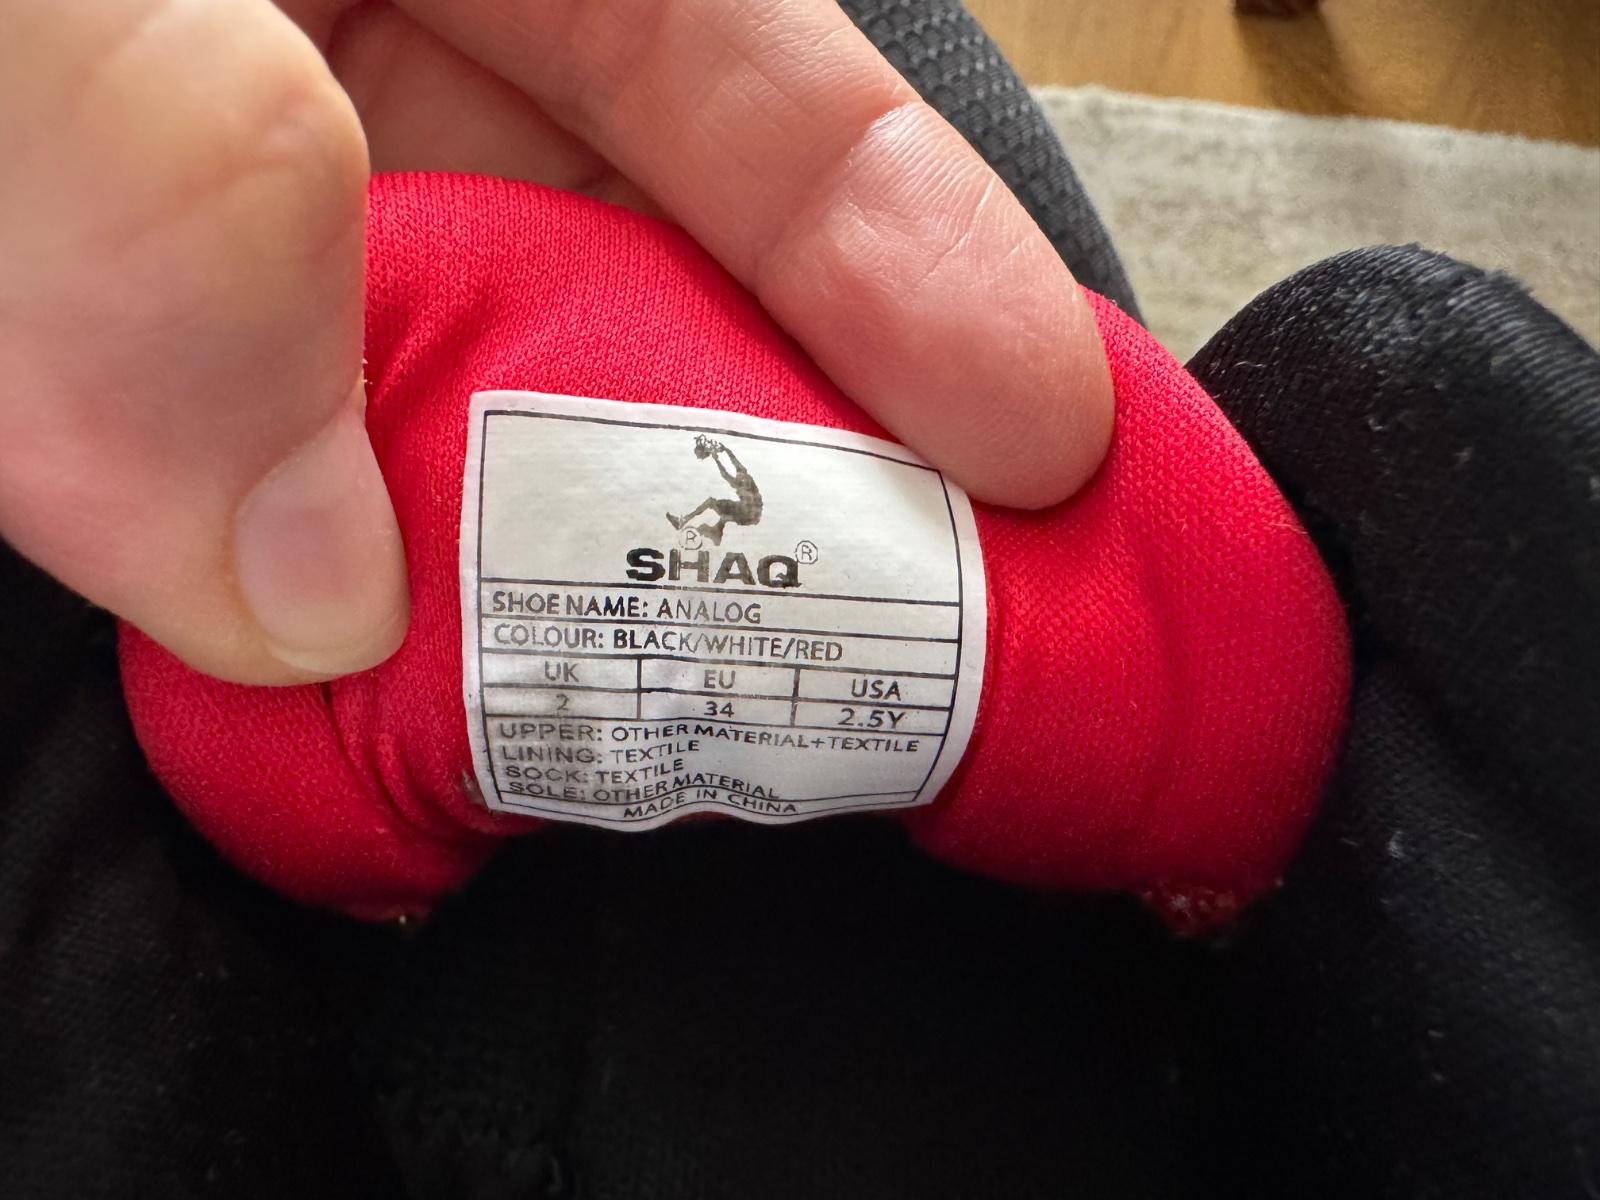 ® ®
SHAQ
SHOE NAME: ANALOG
COLOUR: BLACK/WHITE/RED
UK EU USA
2 34 2.5Y
UPPER: OTHER MATERIAL+TEXTILE
LINING: TEXTILE
SOCK: TEXTILE
SOLE: OTHER MATERIAL
MADE IN CHINA